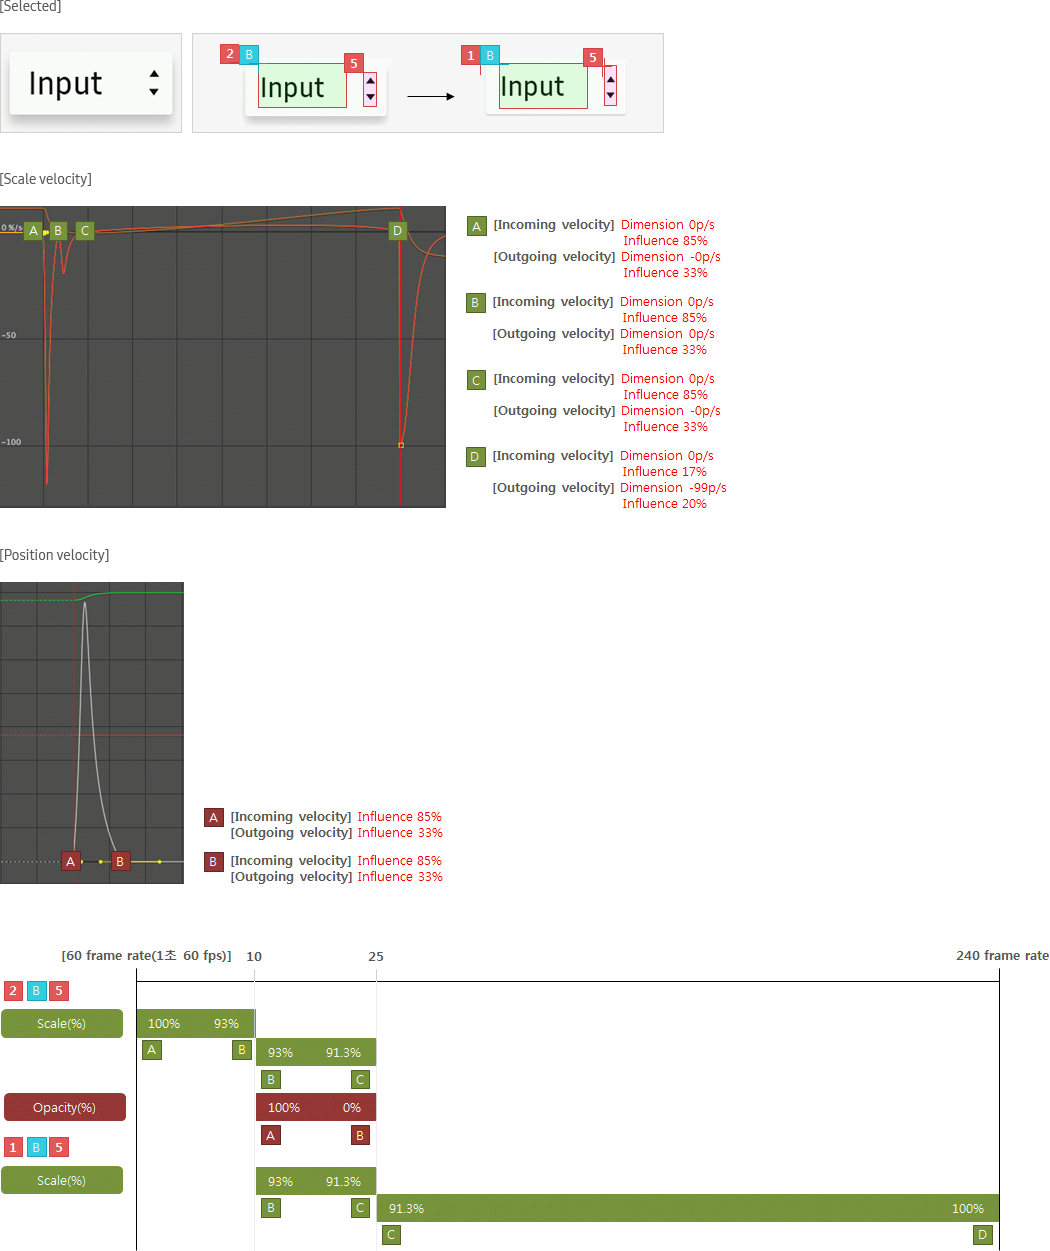 [Selected]
Input
2 B 5
Input
1 B 5
Input
[Scale velocity]
0 %/s
A B C D
-50
-100
A [Incoming velocity] Dimension 0p/s
Influence 85%
[Outgoing velocity] Dimension -0p/s
Influence 33%
B [Incoming velocity] Dimension 0p/s
Influence 85%
[Outgoing velocity] Dimension 0p/s
Influence 33%
C [Incoming velocity] Dimension 0p/s
Influence 85%
[Outgoing velocity] Dimension -0p/s
Influence 33%
D [Incoming velocity] Dimension 0p/s
Influence 17%
[Outgoing velocity] Dimension -99p/s
Influence 20%
[Position velocity]
A B
A [Incoming velocity] Influence 85%
[Outgoing velocity] Influence 33%
B [Incoming velocity] Influence 85%
[Outgoing velocity] Influence 33%
[60 frame rate(1초 60 fps)] 10 25 240 frame rate
2 B 5
Scale(%) 100% 93%
A B
93% 91.3%
B C
Opacity(%) 100% 0%
A B
1 B 5
Scale(%) 93% 91.3%
B C
91.3% 100%
C D